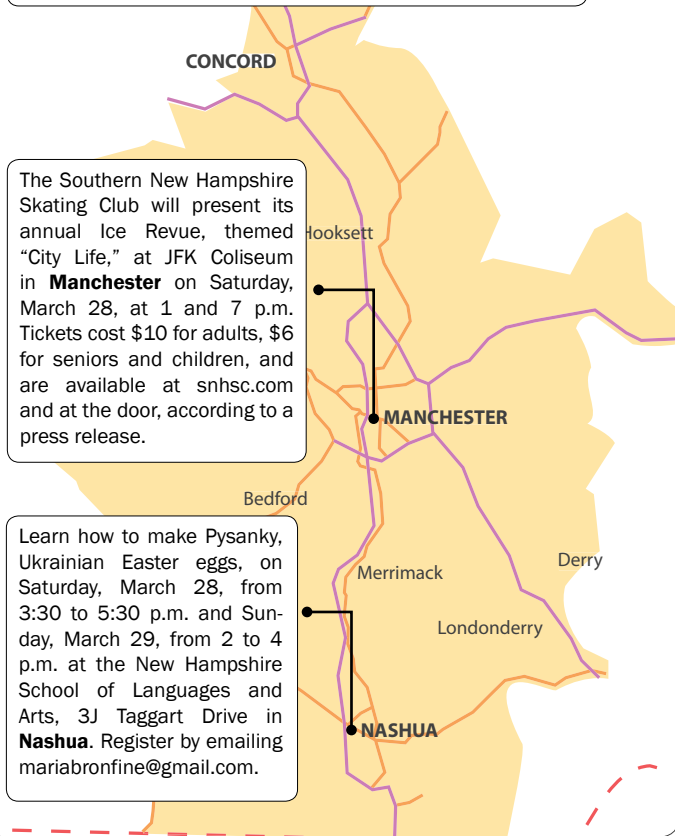 CONCORD
The Southern New Hampshire
Skating Club will present its
annual Ice Revue, themed
“City Life,” at JFK Coliseum
in Manchester on Saturday,
March 28, at 1 and 7 p.m.
Tickets cost $10 for adults, $6
for seniors and children, and
are available at snhsc.com
and at the door, according to a
press release.
Hooksett
MANCHESTER
Bedford
Learn how to make Pysanky,
Ukrainian Easter eggs, on
Saturday, March 28, from
3:30 to 5:30 p.m. and Sun-
day, March 29, from 2 to 4
p.m. at the New Hampshire
School of Languages and
Arts, 3J Taggart Drive in
Nashua. Register by emailing
mariabronfine@gmail.com.
Derry
Merrimack
Londonderry
NASHUA